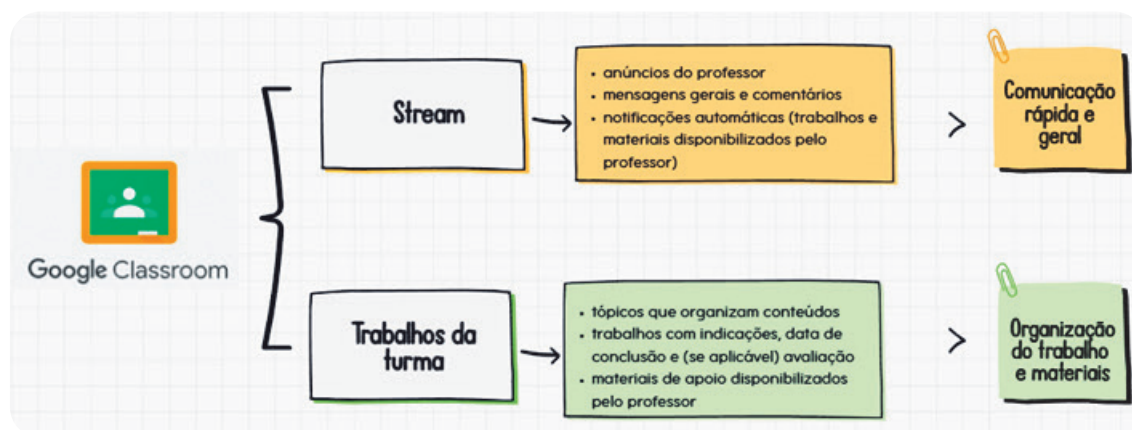 Google Classroom
Stream
• anúncios do professor
• mensagens gerais e comentários
• notificações automáticas (trabalhos e
materiais disponibilizados pelo
professor)
>
Comunicação
rápida e
geral
Trabalhos da
turma
• tópicos que organizam conteúdos
• trabalhos com indicações, data de
conclusão e (se aplicável) avaliação
• materiais de apoio disponibilizados
pelo professor
>
Organização
do trabalho
e materiais